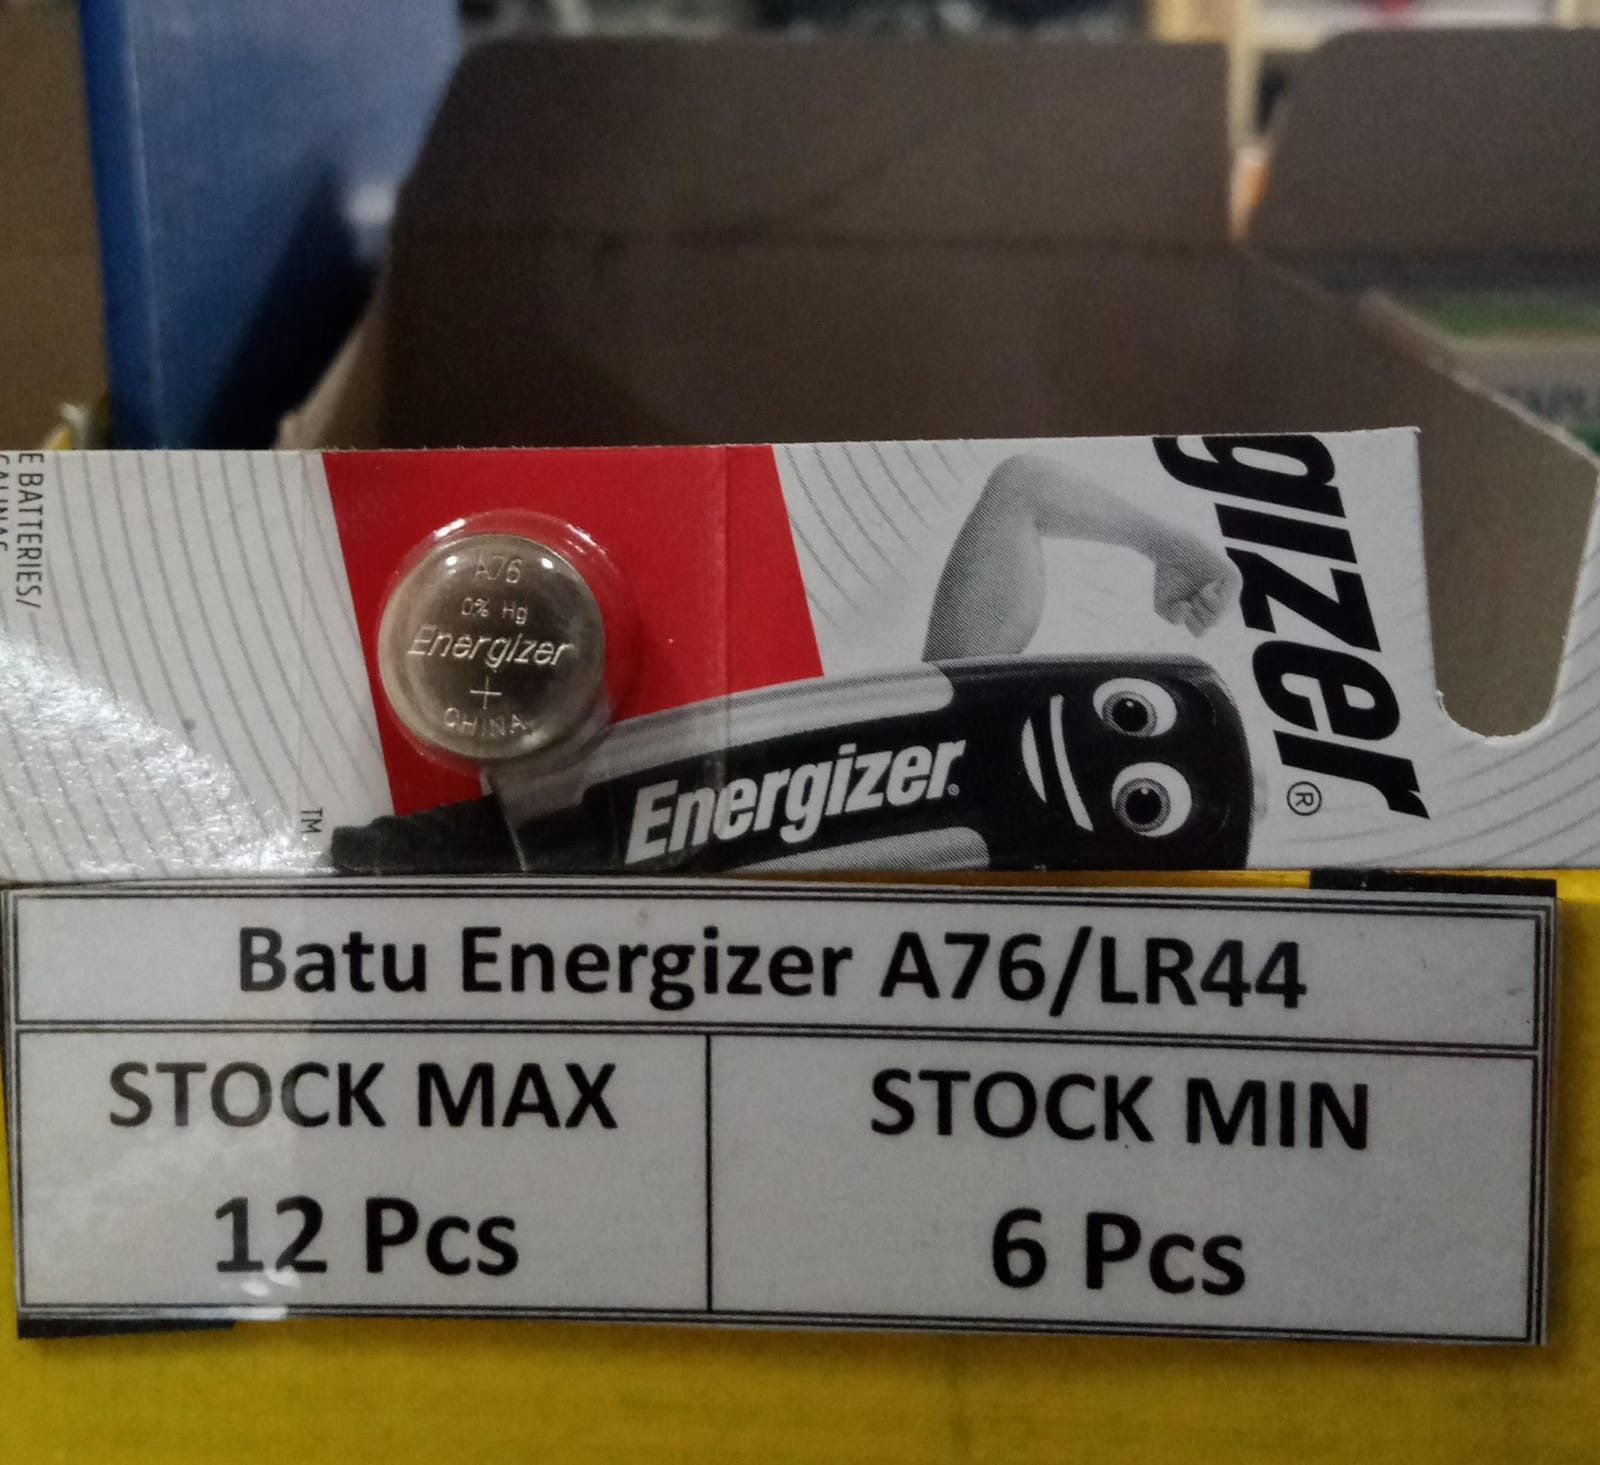 E BATTERIES/
A76
0% Hg
Energizer
+
CHINA
TM
Energizer.
gizer®
Batu Energizer A76/LR44
STOCK MAX
STOCK MIN
12 Pcs
6 Pcs